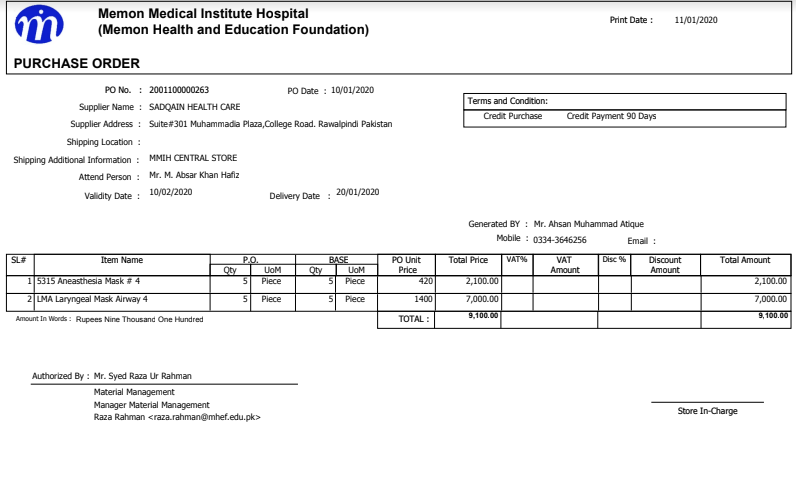 Memon Medical Institute Hospital
(Memon Health and Education Foundation)
Print Date : 11/01/2020
PURCHASE ORDER
PO No. : 2001100000263 PO Date : 10/01/2020
Supplier Name : SADQAIN HEALTH CARE
Supplier Address : Suite#301 Muhammadia Plaza,College Road. Rawalpindi Pakistan
Shipping Location :
Shipping Additional Information : MMIH CENTRAL STORE
Attend Person : Mr. M. Absar Khan Hafiz
Validity Date : 10/02/2020 Delivery Date : 20/01/2020
Terms and Condition:
Credit Purchase Credit Payment 90 Days
Generated BY : Mr. Ahsan Muhammad Atique
Mobile : 0334-3646256 Email :
SL# Item Name P.O. BASE PO Unit Price Total Price VAT% VAT Amount Disc % Discount Amount Total Amount
Qty UoM Qty UoM
1 5315 Aneasthesia Mask # 4 5 Piece 5 Piece 420 2,100.00 2,100.00
2 LMA Laryngeal Mask Airway 4 5 Piece 5 Piece 1400 7,000.00 7,000.00
Amount In Words : Rupees Nine Thousand One Hundred TOTAL : 9,100.00 9,100.00
Authorized By : Mr. Syed Raza Ur Rahman
Material Management
Manager Material Management
Raza Rahman <raza.rahman@mhef.edu.pk>
Store In-Charge